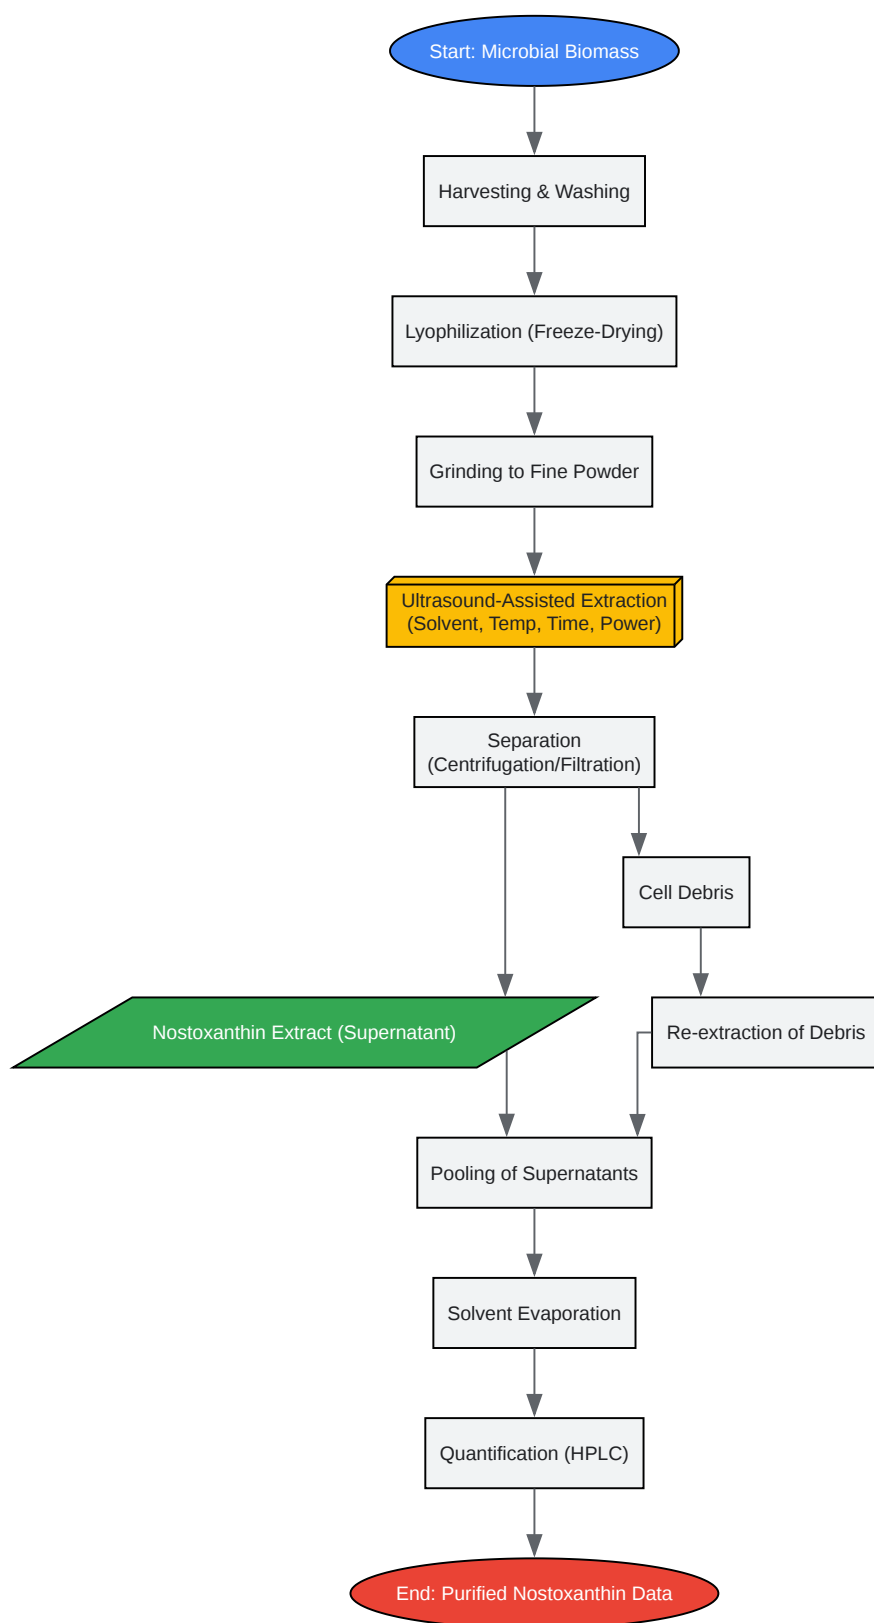 Start: Microbial Biomass
Harvesting & Washing
Lyophilization (Freeze-Drying)
Grinding to Fine Powder
Ultrasound-Assisted Extraction
(Solvent, Temp, Time, Power)
Separation
(Centrifugation/Filtration)
Cell Debris
Nostoxanthin Extract (Supernatant)
Re-extraction of Debris
Pooling of Supernatants
Solvent Evaporation
Quantification (HPLC)
End: Purified Nostoxanthin Data